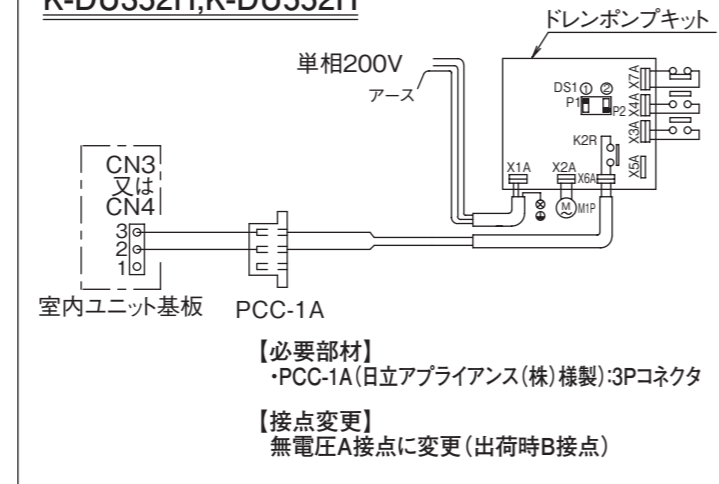 K-DU352H,K-DU552H
ドレンポンプキット
単相200V
アース
DS1 ① ②
P1
P2
X7A
X4A
X3A
X5A
K2R
X1A
X2A
X6A
M
M1P
CN3
又は
CN4
3
2
1
室内ユニット基板
PCC-1A
【必要部材】
・PCC-1A(日立アプライアンス(株)様製):3Pコネクタ
【接点変更】
無電圧A接点に変更(出荷時B接点)